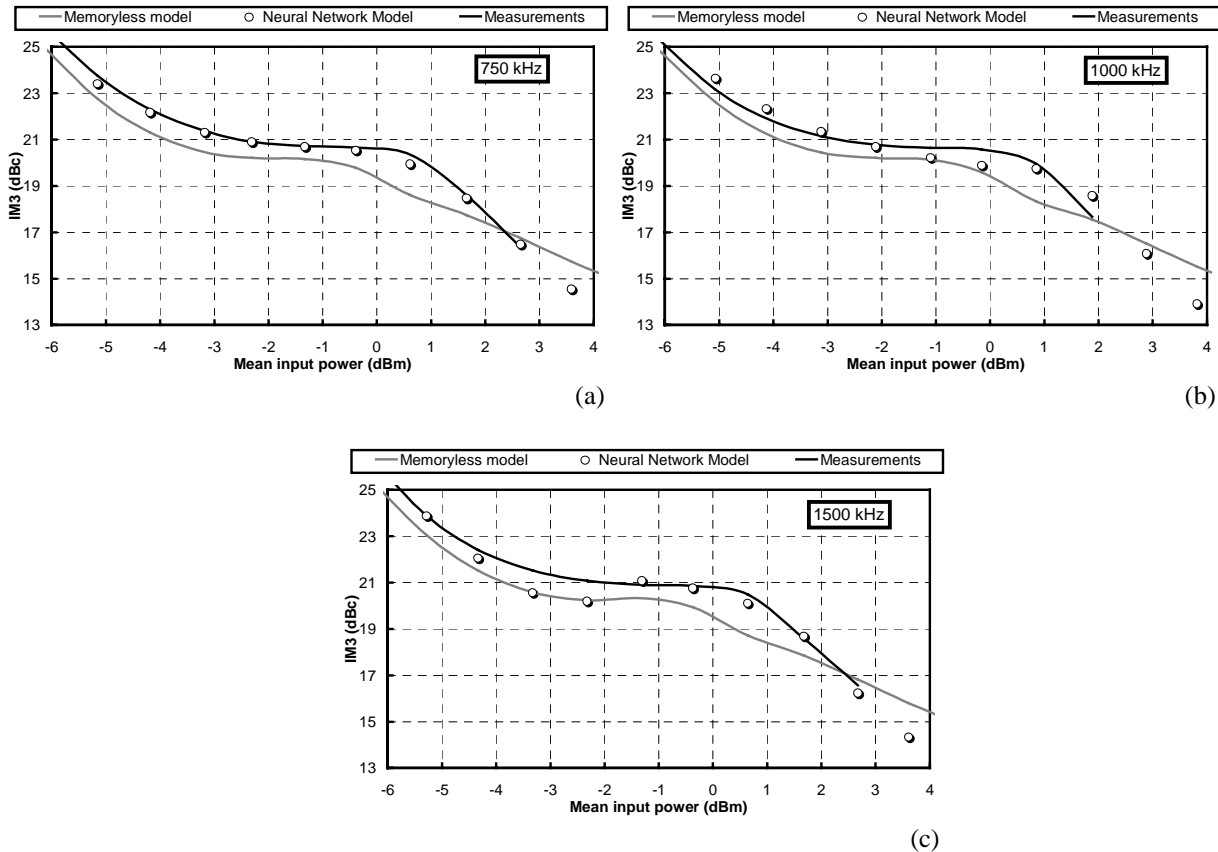 Memoryless model Neural Network Model Measurements
750 kHz
25
23
21
19
17
15
13
IM3 (dBc)
-6 -5 -4 -3 -2 -1 0 1 2 3 4
Mean input power (dBm)
(a)
Memoryless model Neural Network Model Measurements
1000 kHz
25
23
21
19
17
15
13
IM3 (dBc)
-6 -5 -4 -3 -2 -1 0 1 2 3 4
Mean input power (dBm)
(b)
Memoryless model Neural Network Model Measurements
1500 kHz
25
23
21
19
17
15
13
IM3 (dBc)
-6 -5 -4 -3 -2 -1 0 1 2 3 4
Mean input power (dBm)
(c)